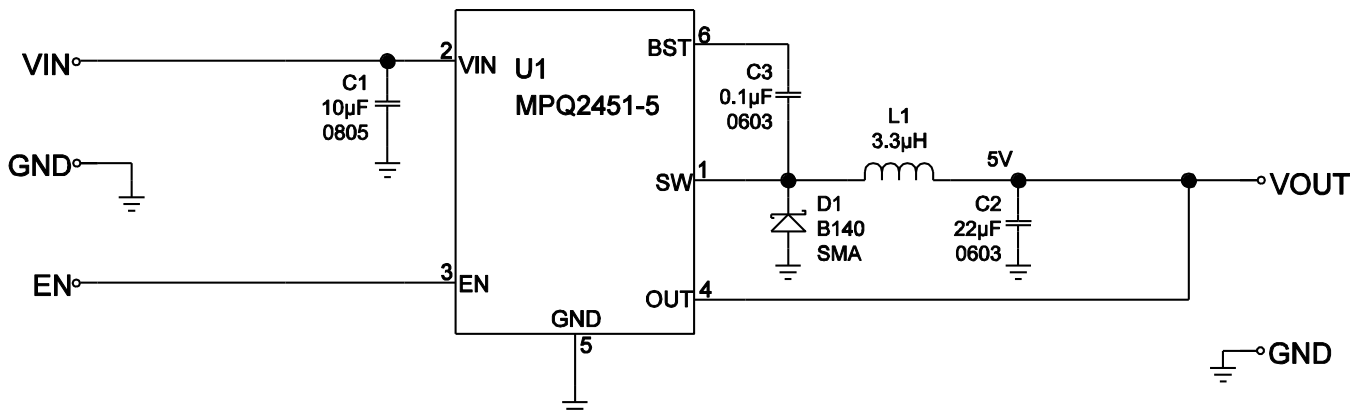 VIN
C1
10µF
0805
GND
EN
2
VIN
3
EN
U1
MPQ2451-5
BST
6
SW
1
OUT
4
GND
5
C3
0.1µF
0603
L1
3.3µH
5V
D1
B140
SMA
C2
22µF
0603
VOUT
GND